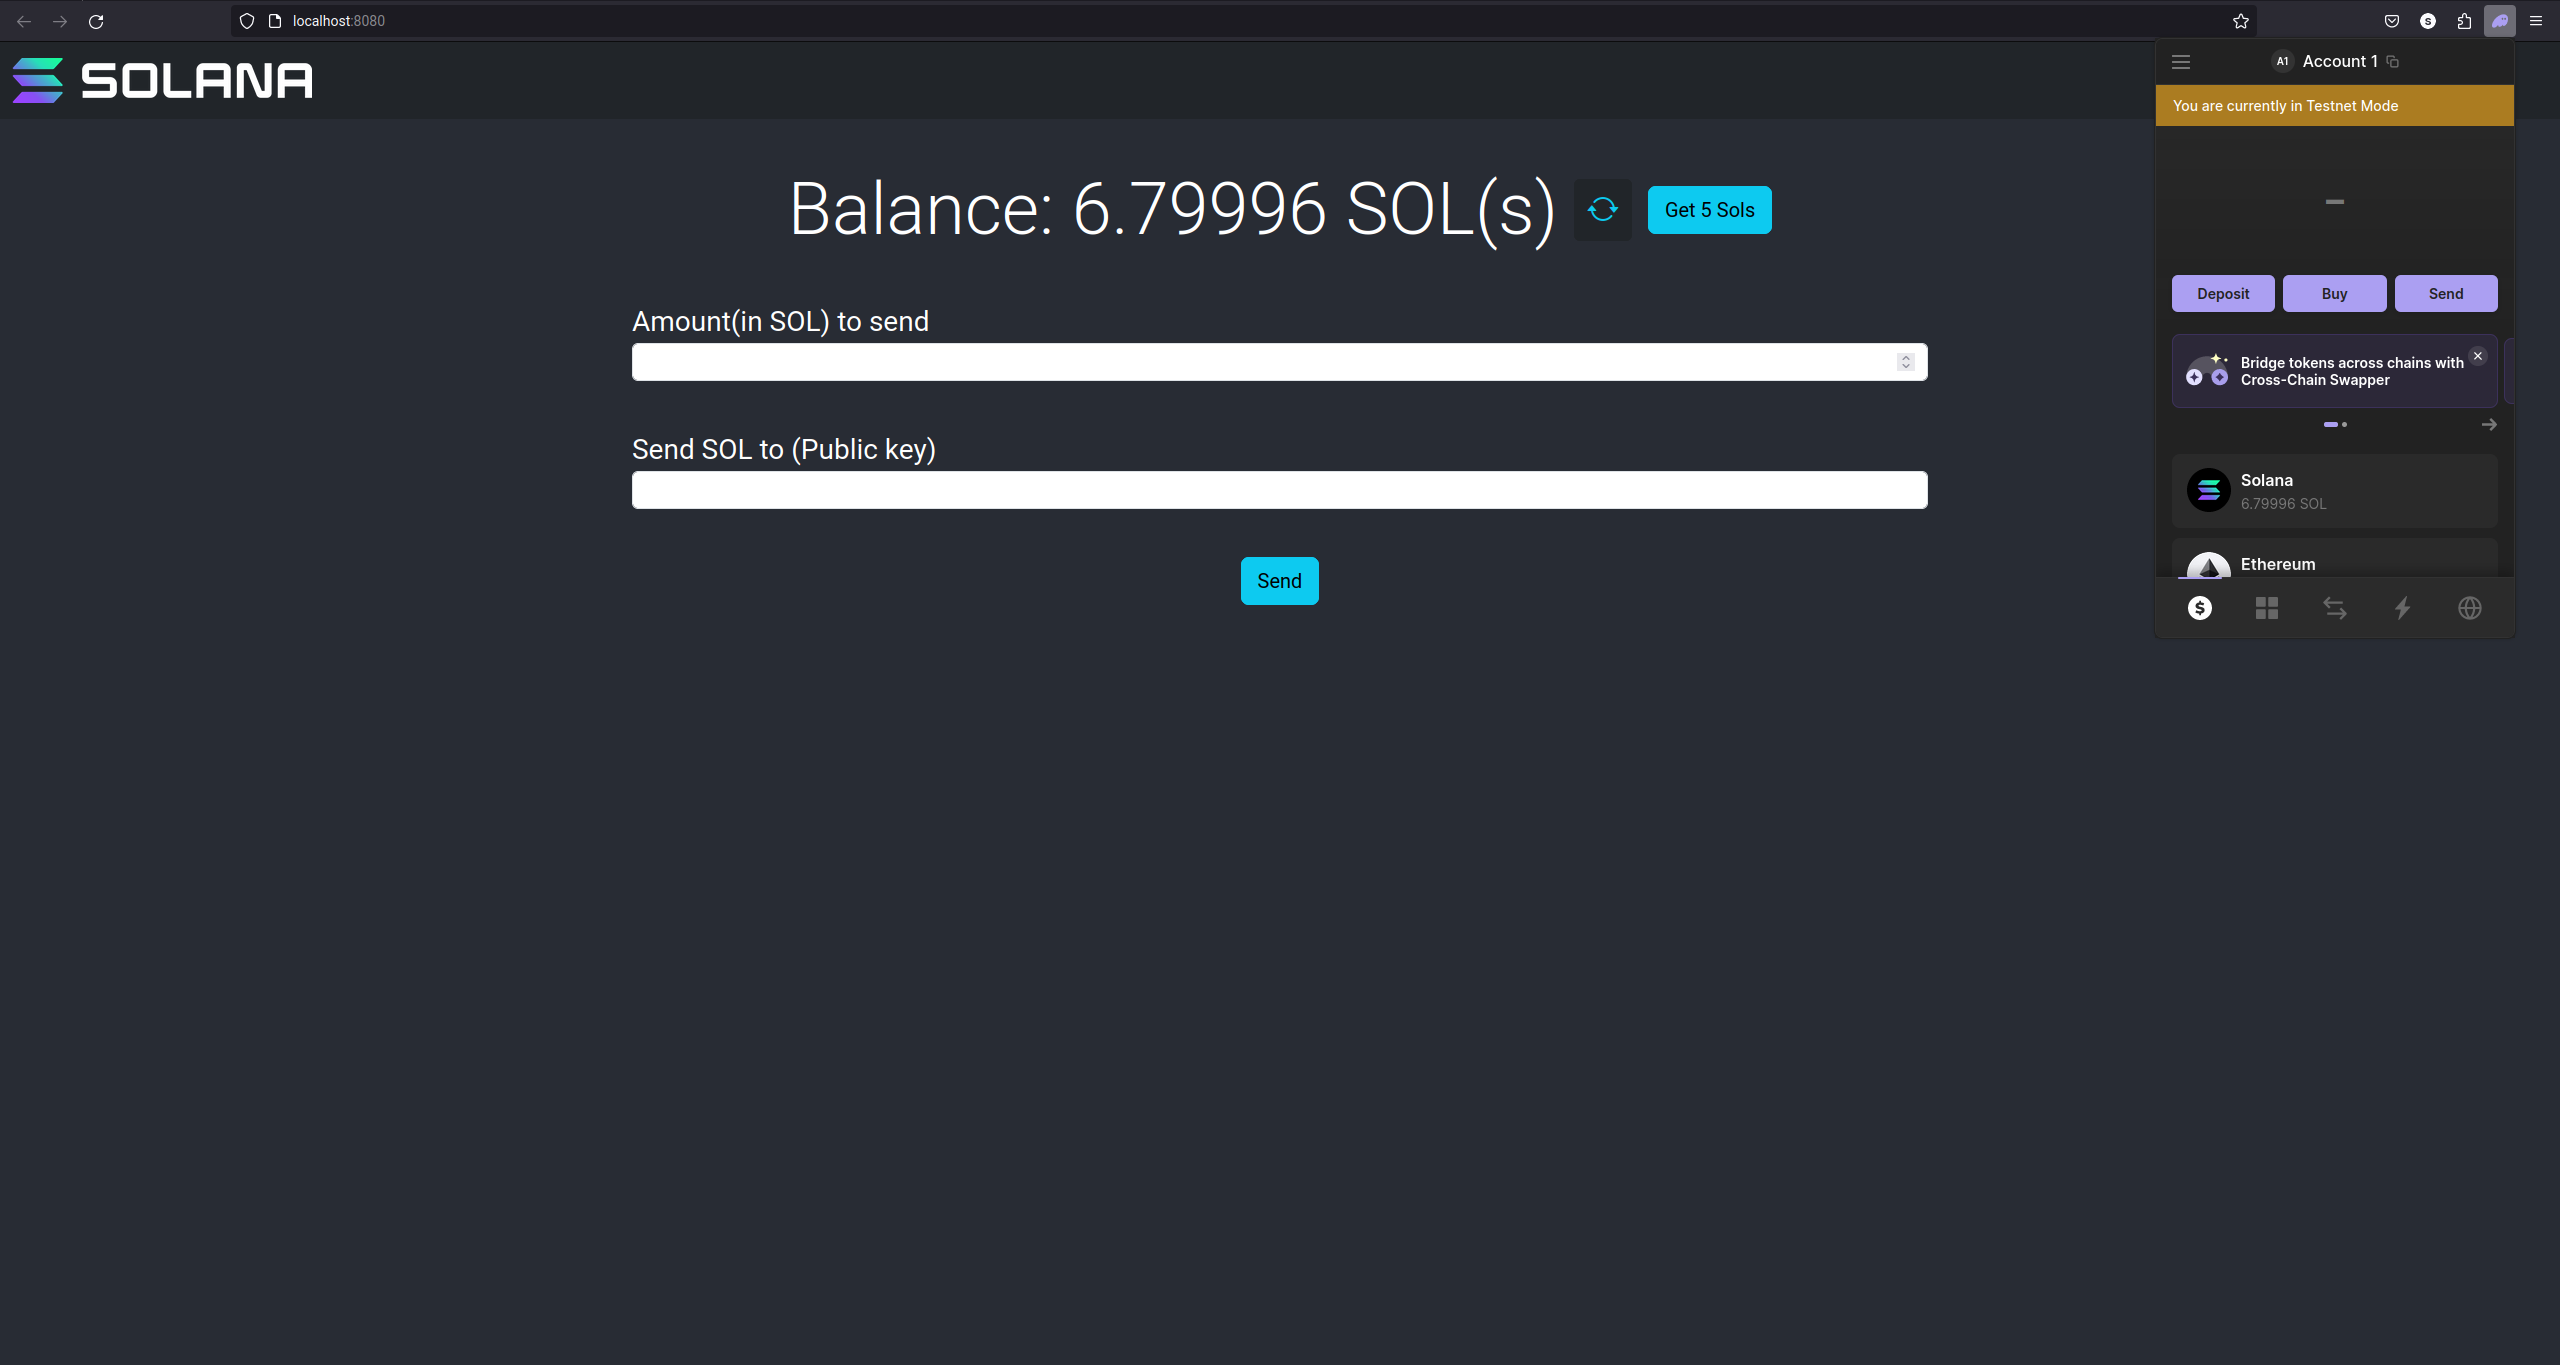 localhost:8080
S
SOLANA
A1 Account 1
You are currently in Testnet Mode
Balance: 6.79996 SOL(s)
Get 5 Sols
Amount(in SOL) to send
Send SOL to (Public key)
Send
Deposit
Buy
Send
Bridge tokens across chains with
Cross-Chain Swapper
Solana
6.79996 SOL
Ethereum